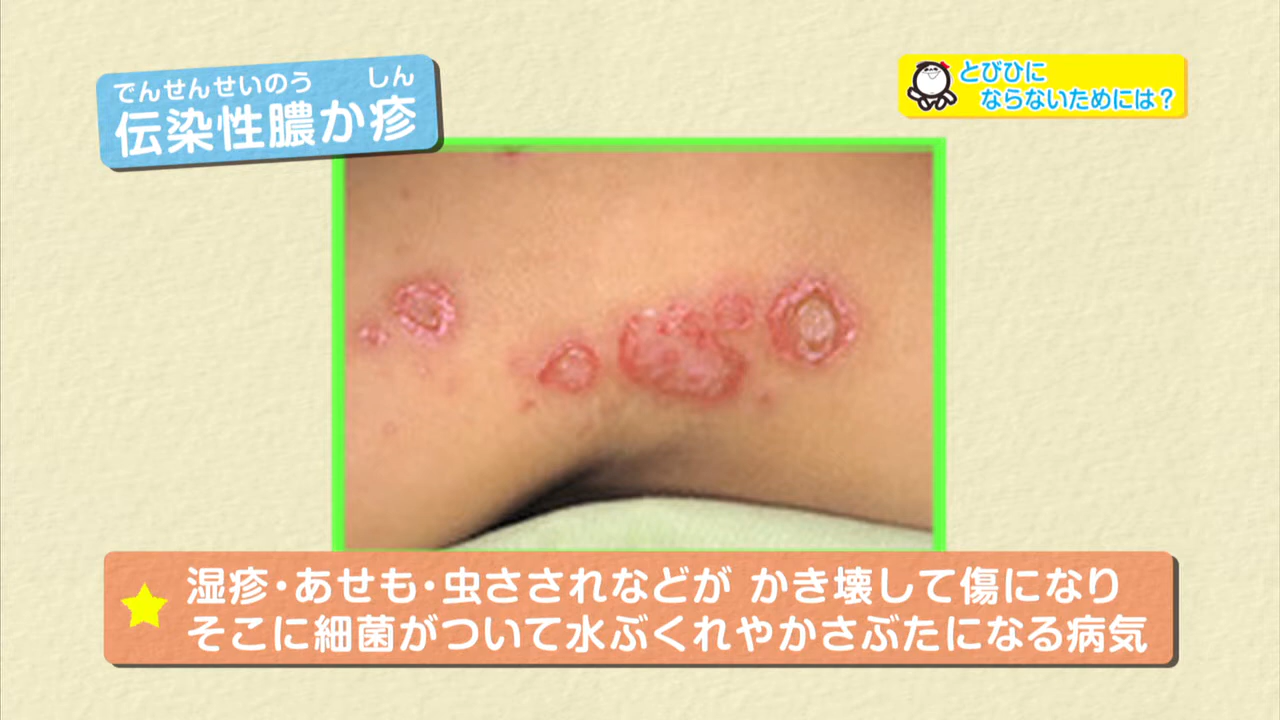 でんせんせいのう しん
伝染性膿か疹
とびひに
ならないためには?
湿疹・あせも・虫さされなどが かき壊して傷になり
そこに細菌がついて水ぶくれやかさぶたになる病気